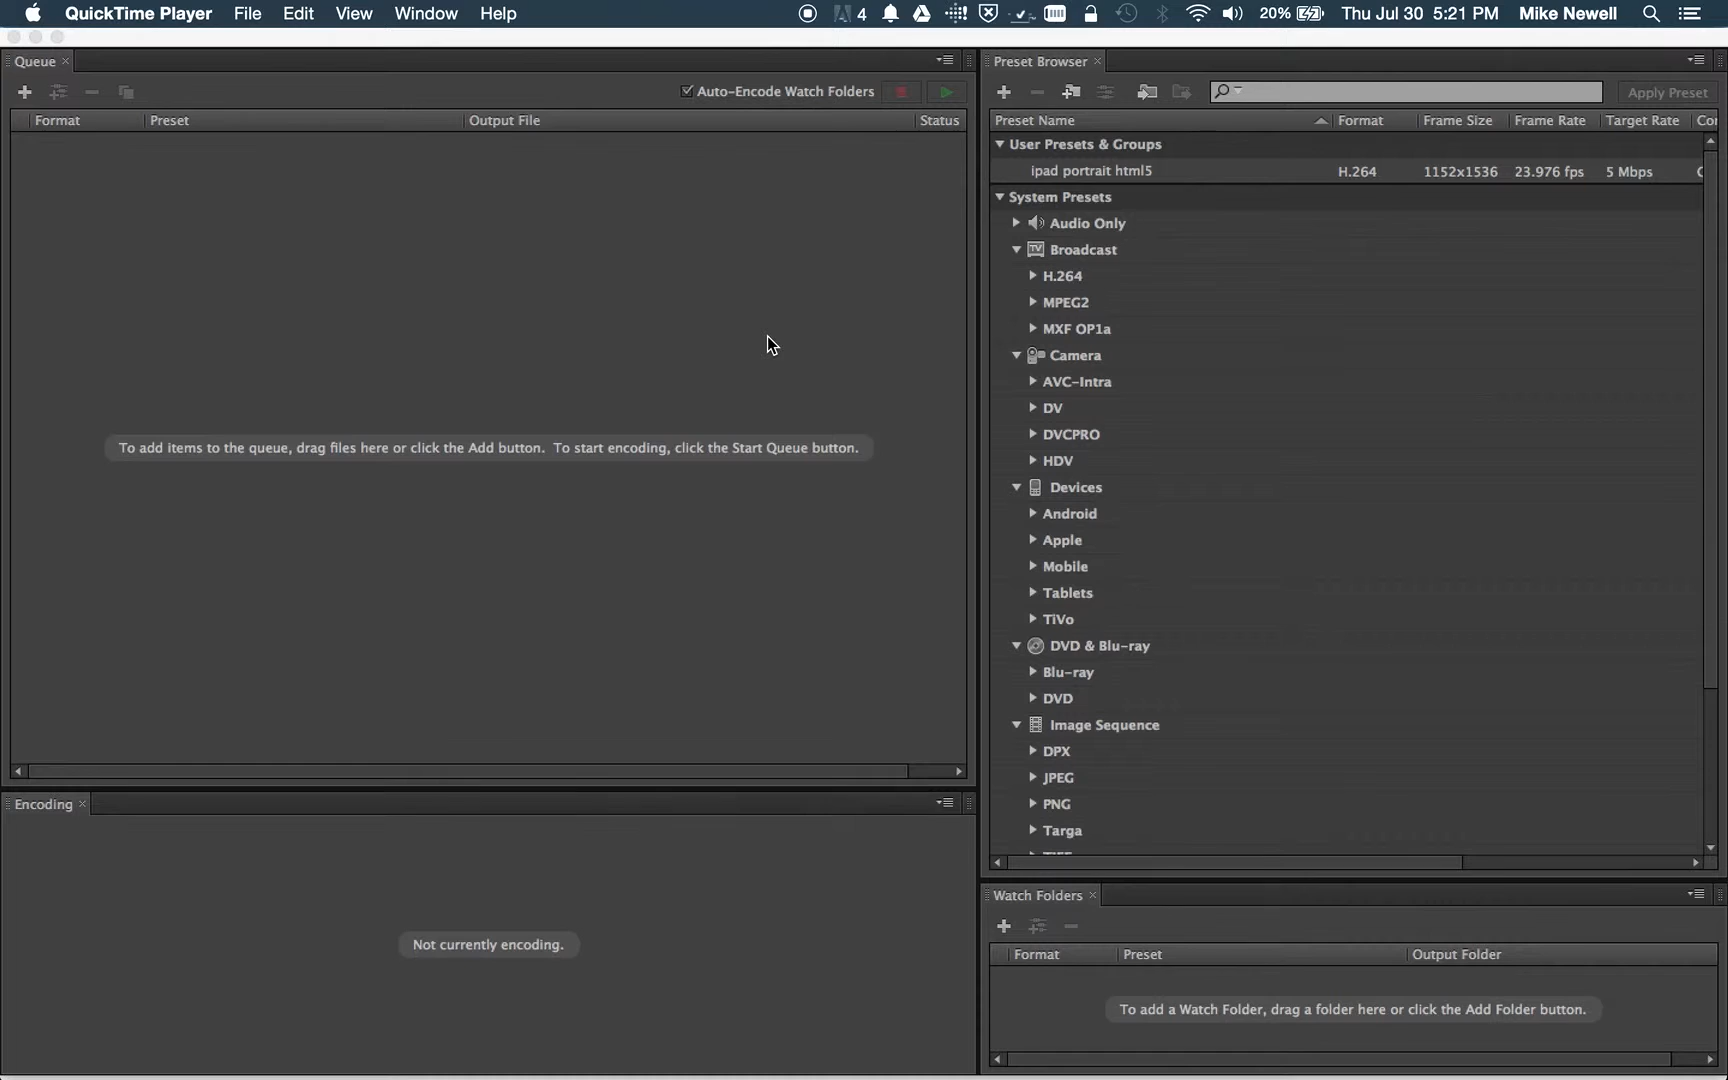 QuickTime Player File Edit View Window Help 4 20% Thu Jul 30 5:21 PM Mike Newell
Queue
Auto-Encode Watch Folders
Format Preset Output File Status
To add items to the queue, drag files here or click the Add button. To start encoding, click the Start Queue button.
Encoding
Not currently encoding.
Preset Browser
Apply Preset
Preset Name Format Frame Size Frame Rate Target Rate
User Presets & Groups
ipad portrait html5 H.264 1152x1536 23.976 fps 5 Mbps
System Presets
Audio Only
TV Broadcast
H.264
MPEG2
MXF OP1a
Camera
AVC-Intra
DV
DVCPRO
HDV
Devices
Android
Apple
Mobile
Tablets
TiVo
DVD & Blu-ray
Blu-ray
DVD
Image Sequence
DPX
JPEG
PNG
Targa
Watch Folders
Format Preset Output Folder
To add a Watch Folder, drag a folder here or click the Add Folder button.